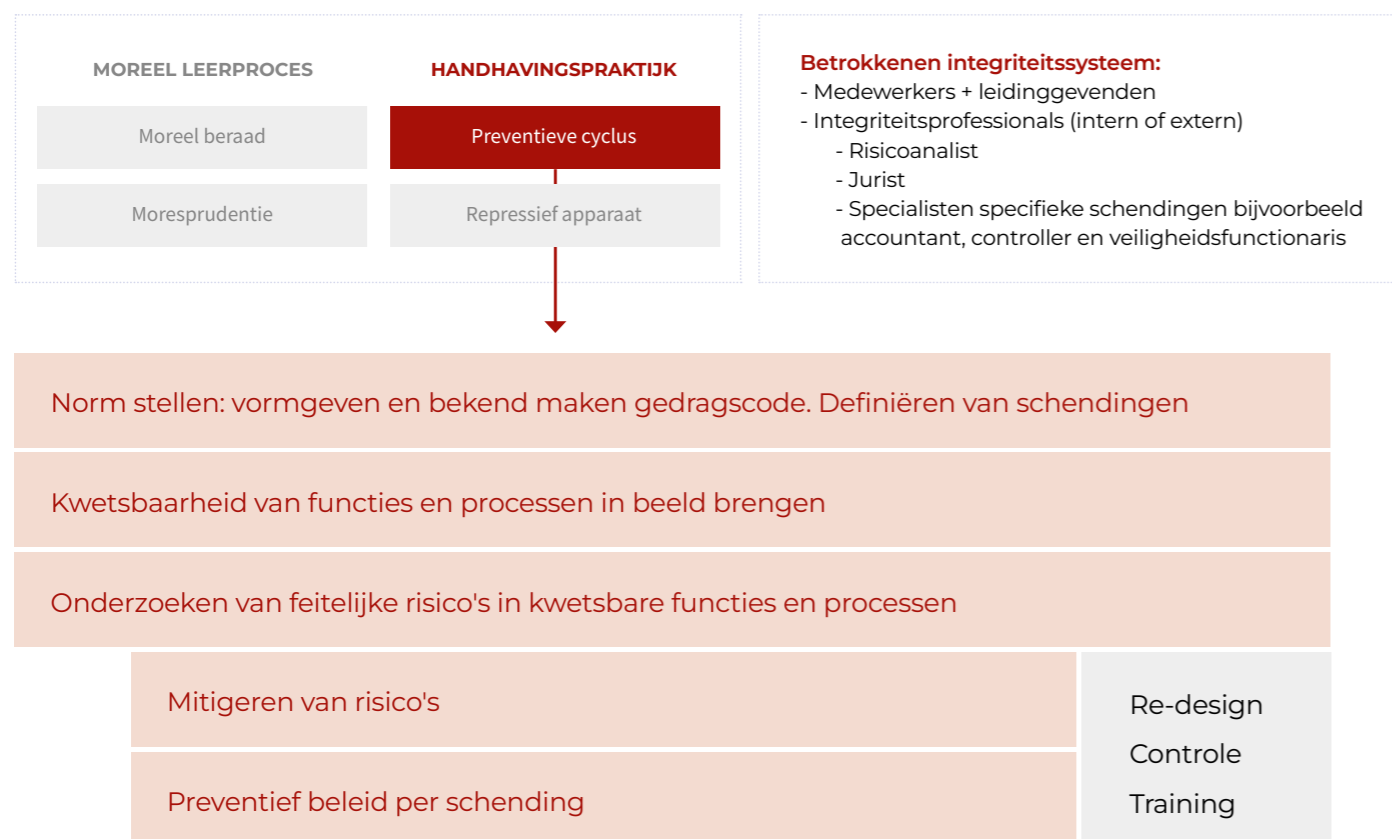 MOREEL LEERPROCES
HANDHAVINGSPRAKTIJK
Moreel beraad
Preventieve cyclus
Moresprudentie
Repressief apparaat
Betrokkenen integriteitssysteem:
- Medewerkers + leidinggevenden
- Integriteitsprofessionals (intern of extern)
- Risicoanalist
- Jurist
- Specialisten specifieke schendingen bijvoorbeeld
accountant, controller en veiligheidsfunctionaris
Norm stellen: vormgeven en bekend maken gedragscode. Definiëren van schendingen
Kwetsbaarheid van functies en processen in beeld brengen
Onderzoeken van feitelijke risico's in kwetsbare functies en processen
Mitigeren van risico's
Preventief beleid per schending
Re-design
Controle
Training